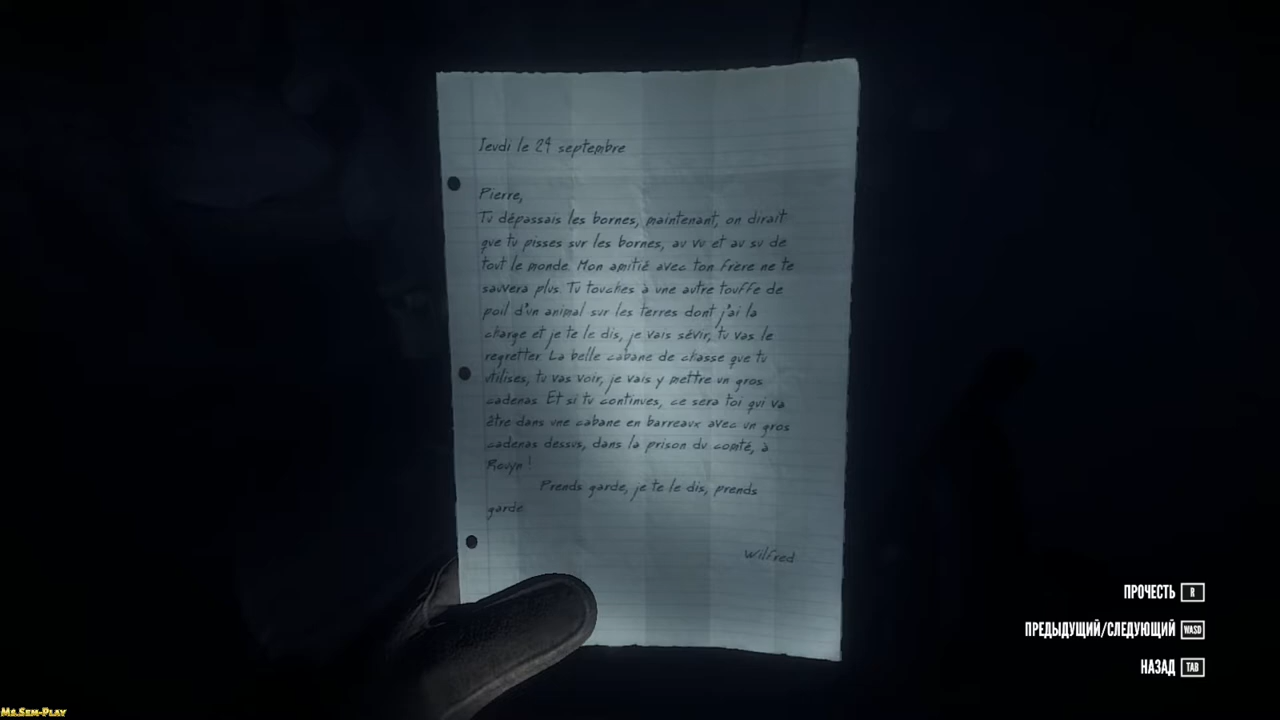 Jeudi le 24 septembre
Pierre,
Tu dépassais les bornes, maintenant, on dirait
que tu pisses sur les bornes, au vu et au su de
tout le monde. Mon amitié avec ton frère ne te
sauvera plus. Tu touches à une autre touffe de
poil d'un animal sur les terres dont j'ai la
charge et je te le dis, je vais sévir, tu vas le
regretter. La belle cabane de chasse que tu
utilises, tu vas voir, je vais y mettre un gros
cadenas. Et si tu continues, ce sera toi qui va
être dans une cabane en barreaux avec un gros
cadenas dessus, dans la prison du comté, à
Rouyn !
Prends garde, je te le dis, prends
garde
Wilfred
ПРОЧЕСТЬ R
ПРЕДЫДУЩИЙ/СЛЕДУЮЩИЙ WASD
НАЗАД TAB
Ms.Sem-Play